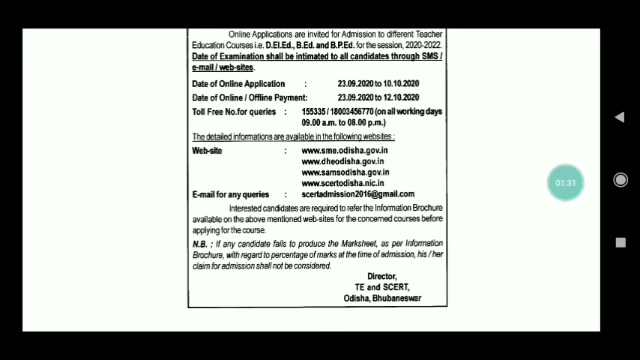 Online Applications are invited for Admission to different Teacher
Education Courses i.e. D.El.Ed., B.Ed. and B.P.Ed. for the session, 2020-2022.
Date of Examination shall be intimated to all candidates through SMS /
e-mail / web-sites.
Date of Online Application : 23.09.2020 to 10.10.2020
Date of Online / Offline Payment: 23.09.2020 to 12.10.2020
Toll Free No.for queries : 155335 / 18003456770 (on all working days
09.00 a.m. to 08.00 p.m.)
The detailed informations are available in the following websites :
Web-site : www.sme.odisha.gov.in
www.dheodisha.gov.in
www.samsodisha.gov.in
www.scertodisha.nic.in
E-mail for any queries : scertadmission2016@gmail.com
Interested candidates are required to refer the Information Brochure
available on the above mentioned web-sites for the concerned courses before
applying for the course.
N.B. : If any candidate fails to produce the Marksheet, as per Information
Brochure, with regard to percentage of marks at the time of admission, his / her
claim for admission shall not be considered.
Director,
TE and SCERT,
Odisha, Bhubaneswar
01:31